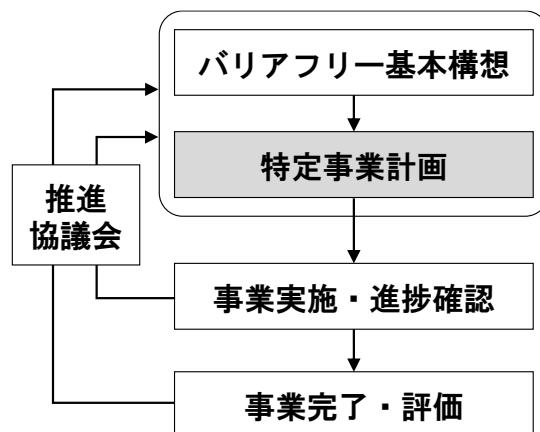 バリアフリー基本構想
特定事業計画
推進
協議会
事業実施・進捗確認
事業完了・評価